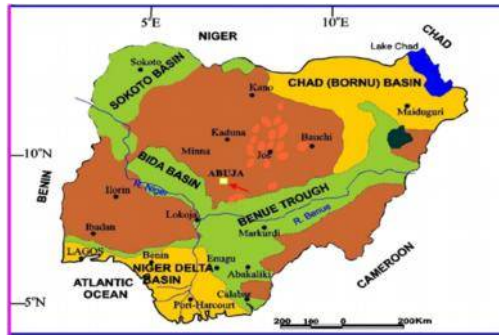 5°E
10°E
NIGER
CHAD
Lake Chad
Sokoto
SOKOTO BASIN
Kano
CHAD (BORNU) BASIN
Maiduguri
Kaduna
Minna
Jos
Bauchi
10°N
BIDA BASIN
ABUJA
BENIN
Ilorin
R. Niger
Lokoja
BENUE TROUGH
R. Benue
Makurdi
Ibadan
LAGOS
Benin
Enugu
CAMEROON
NIGER DELTA
BASIN
Abakaliki
ATLANTIC
OCEAN
Port-Harcourt
Calabar
5°N
200 100 0 200Km